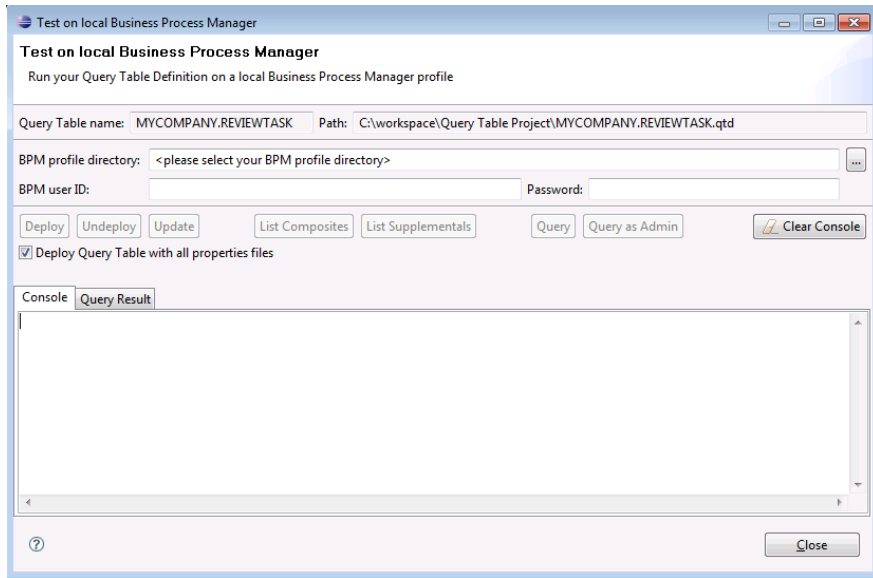 Test on local Business Process Manager
Test on local Business Process Manager
Run your Query Table Definition on a local Business Process Manager profile
Query Table name: MYCOMPANY.REVIEWTASK Path: C:\workspace\Query Table Project\MYCOMPANY.REVIEWTASK.qtd
BPM profile directory: <please select your BPM profile directory> ...
BPM user ID: Password:
Deploy Undeploy Update List Composites List Supplementals Query Query as Admin Clear Console
Deploy Query Table with all properties files
Console Query Result
? Close